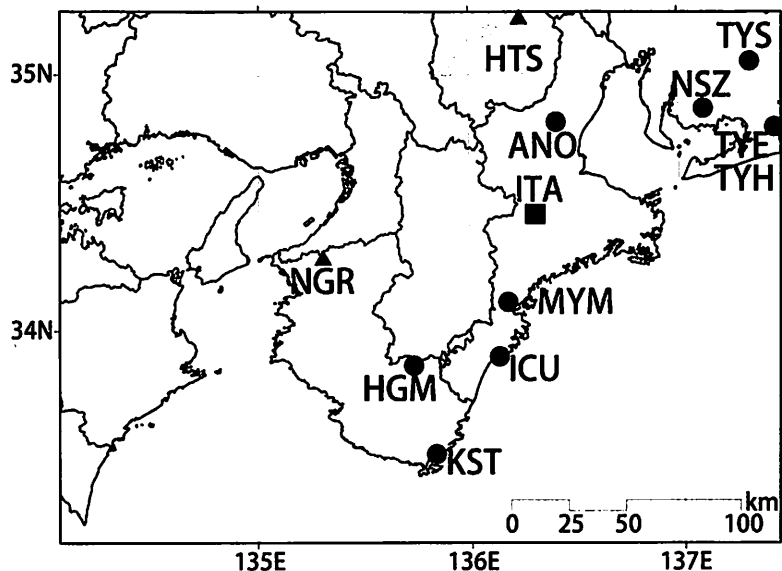 TYS
35N
HTS
NSZ
ANO
TYE
ITA
TYH
NGR
MYM
34N
ICU
HGM
KST
km
0 25 50 100
135E 136E 137E